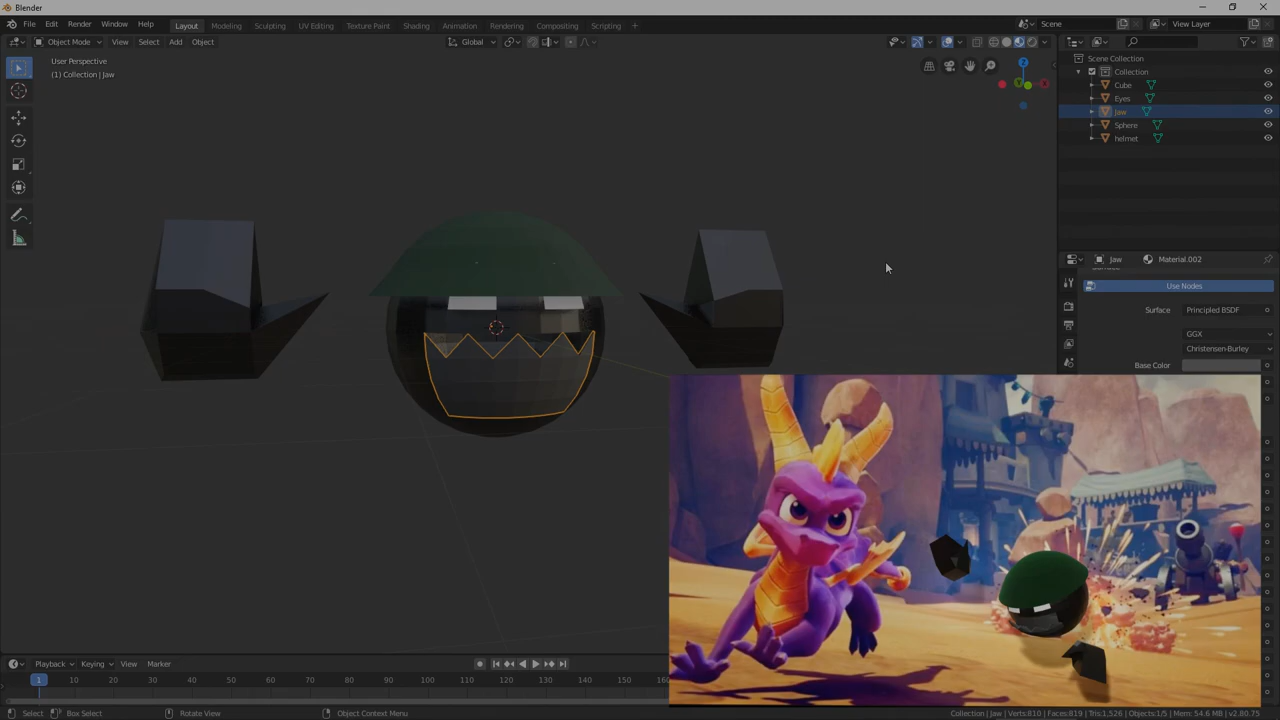 Blender
File Edit Render Window Help
Layout Modeling Sculpting UV Editing Texture Paint Shading Animation Rendering Compositing Scripting +
Scene
View Layer
Object Mode View Select Add Object
Global
User Perspective
(1) Collection | Jaw
Z
Scene Collection
Collection
Cube
Eyes
Jaw
Sphere
helmet
Jaw
Material.002
Use Nodes
Surface Principled BSDF
GGX
Christensen-Burley
Base Color
Playback Keying View Marker
1 10 20 30 40 50 60 70 80 90 100 110 120 130 140 150
Select Box Select Rotate View Object Context Menu
Collection | Jaw | Verts:810 | Faces:819 | Tris:1,526 | Objects:1/5 | Mem: 54.6 MB | v2.80.75